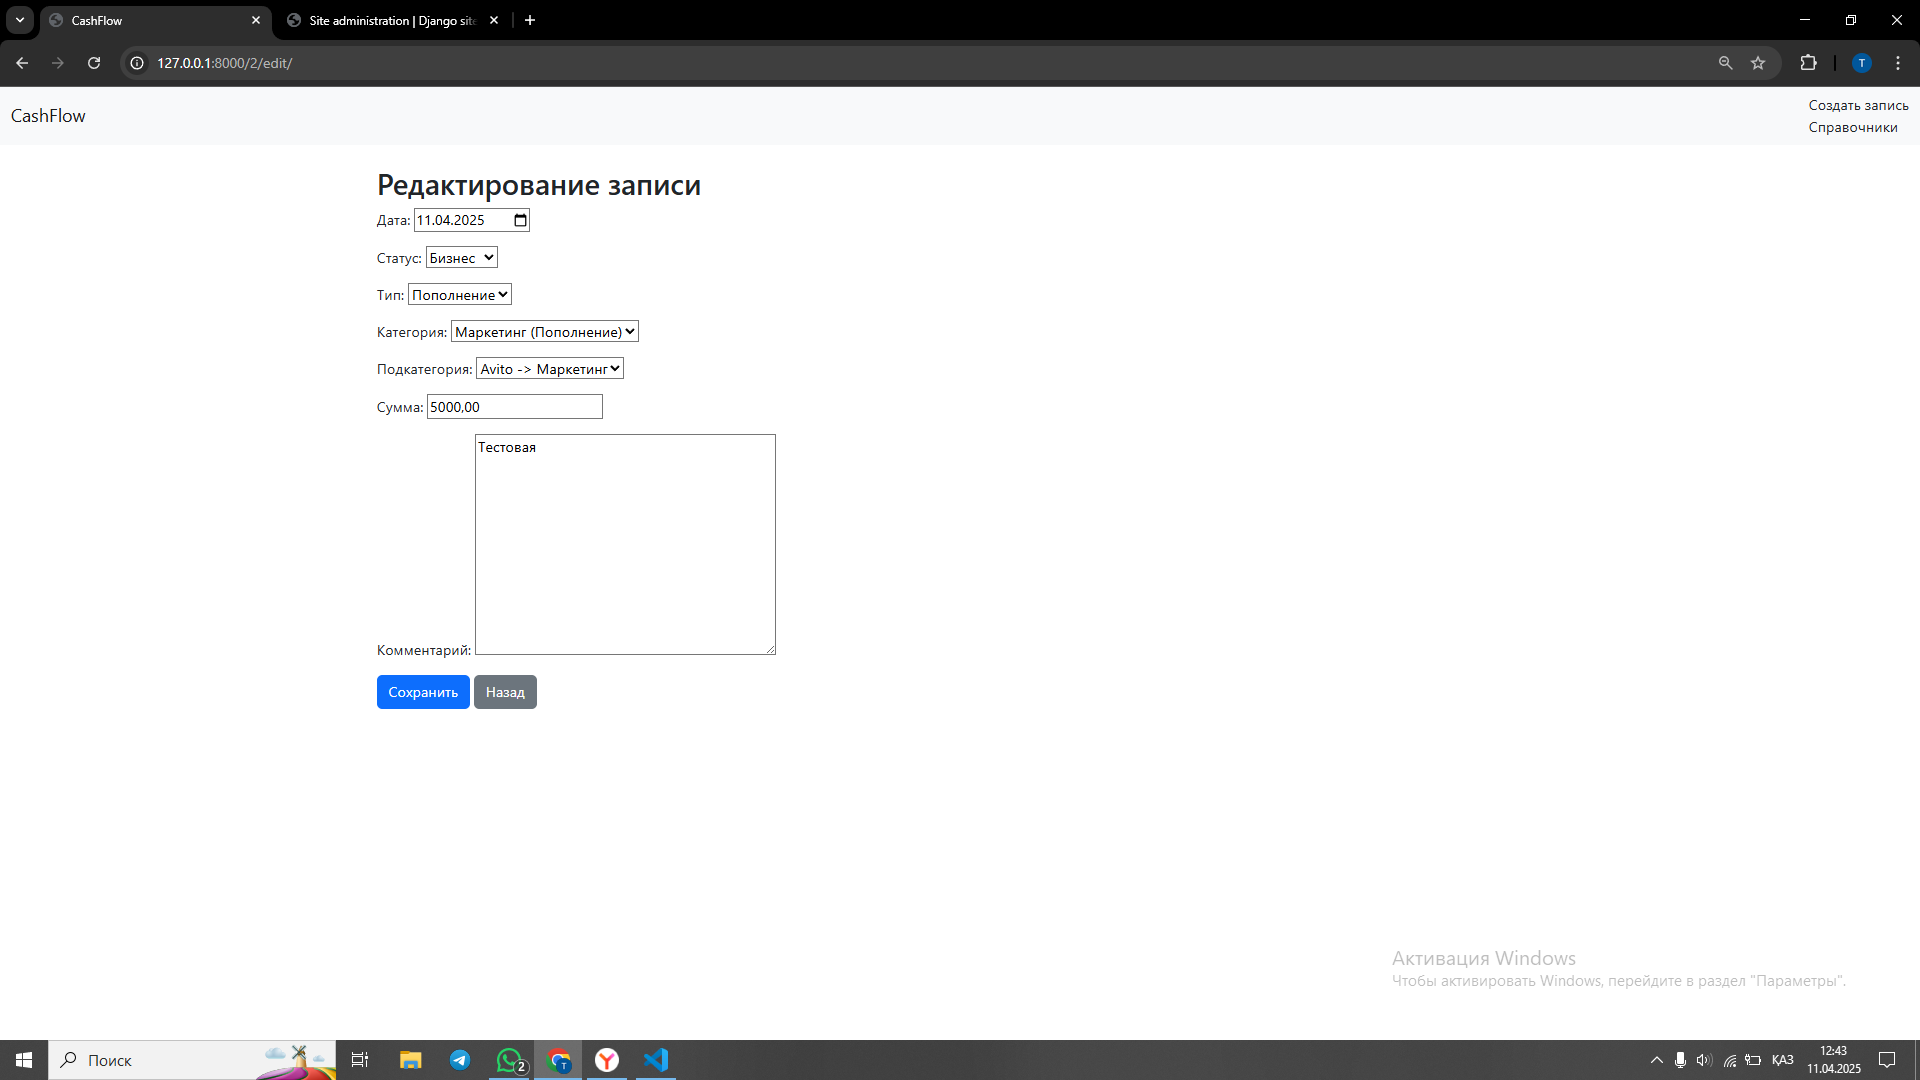 CashFlow
Site administration | Django site
127.0.0.1:8000/2/edit/
T
CashFlow
Создать запись
Справочники
Редактирование записи
Дата: 11.04.2025
Статус: Бизнес
Тип: Пополнение
Категория: Маркетинг (Пополнение)
Подкатегория: Avito -> Маркетинг
Сумма: 5000,00
Тестовая
Комментарий:
Сохранить Назад
Активация Windows
Чтобы активировать Windows, перейдите в раздел "Параметры".
Поиск
2
T
ҚАЗ
12:43
11.04.2025